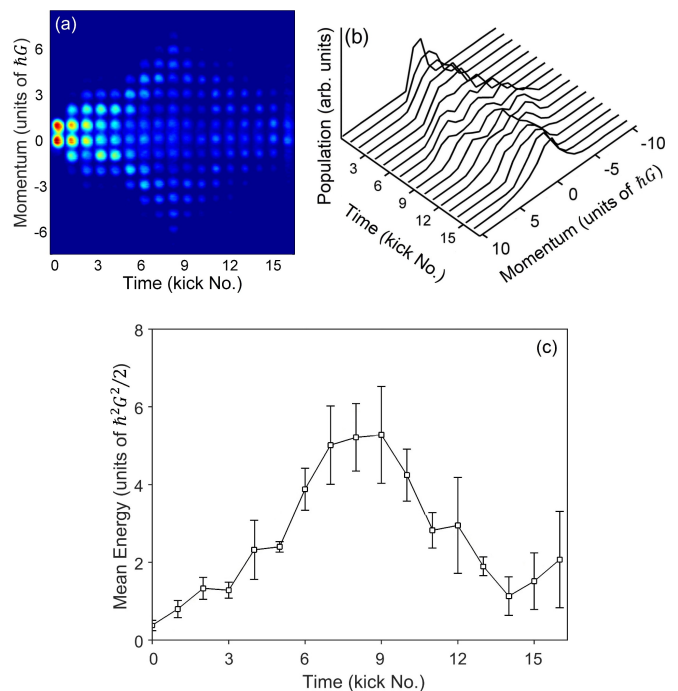 (a)
Momentum (units of ℏG)
6
3
0
-3
-6
0 3 6 9 12 15
Time (kick No.)
(b)
Population (arb. units)
3
6
9
12
15
Time (kick No.)
-10
-5
0
5
10
Momentum (units of ℏG)
(c)
Mean Energy (units of ℏ²G²/2)
8
6
4
2
0
0 3 6 9 12 15
Time (kick No.)